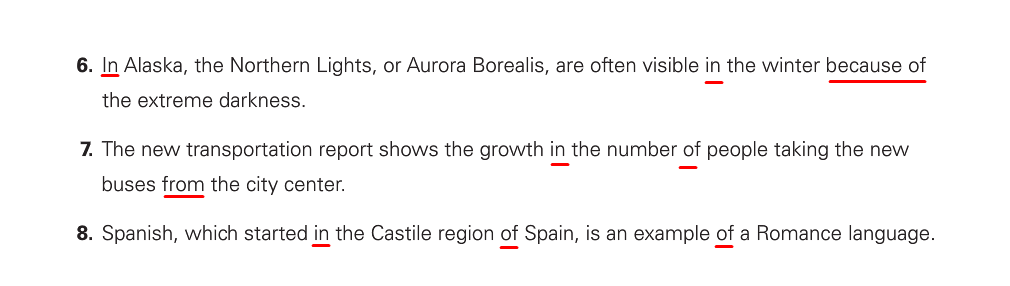 6. In Alaska, the Northern Lights, or Aurora Borealis, are often visible in the winter because of
the extreme darkness.
7. The new transportation report shows the growth in the number of people taking the new
buses from the city center.
8. Spanish, which started in the Castile region of Spain, is an example of a Romance language.